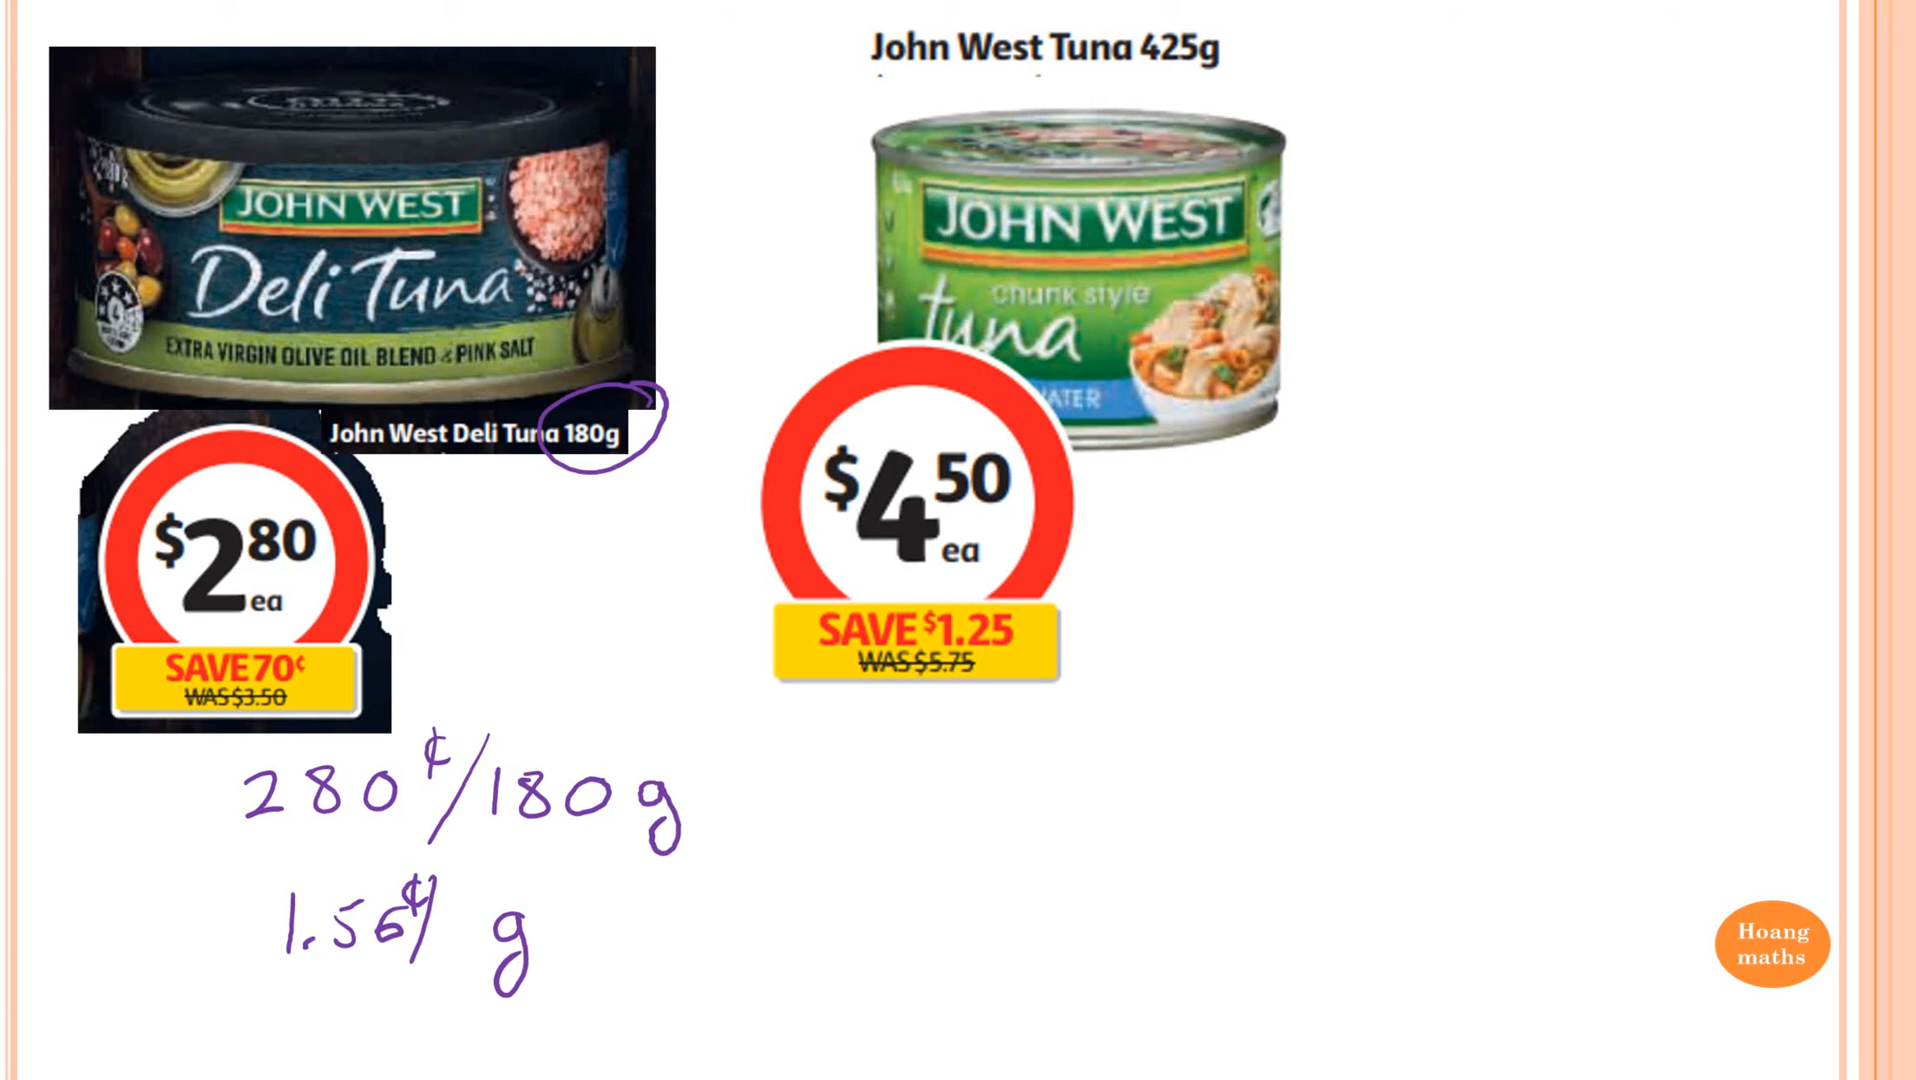 JOHN WEST
Deli Tuna
EXTRA VIRGIN OLIVE OIL BLEND & PINK SALT
John West Deli Tuna 180g
$2 80
ea
SAVE 70¢
WAS $3.50
280¢/180g
1.56¢/ g
John West Tuna 425g
JOHN WEST
chunk style
tuna
WATER
$4 50
ea
SAVE $1.25
WAS $5.75
Hoang
maths